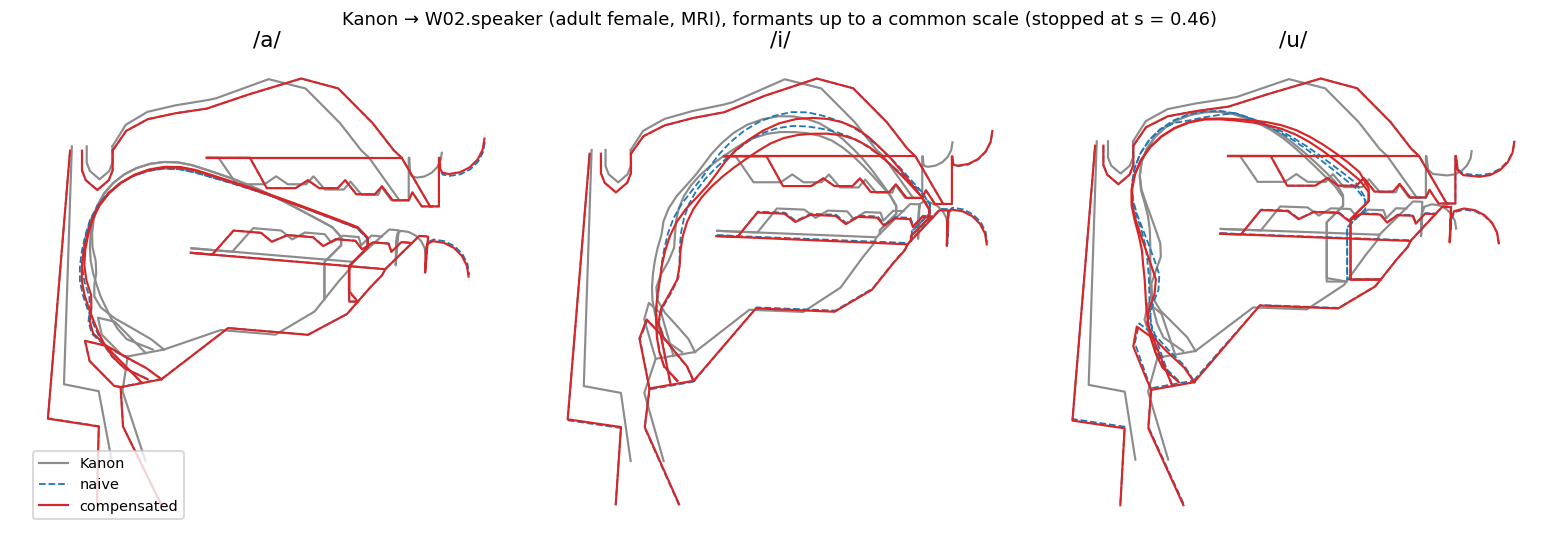 Kanon → W02.speaker (adult female, MRI), formants up to a common scale (stopped at s = 0.46)
/a/
/i/
/u/
Kanon
naive
compensated